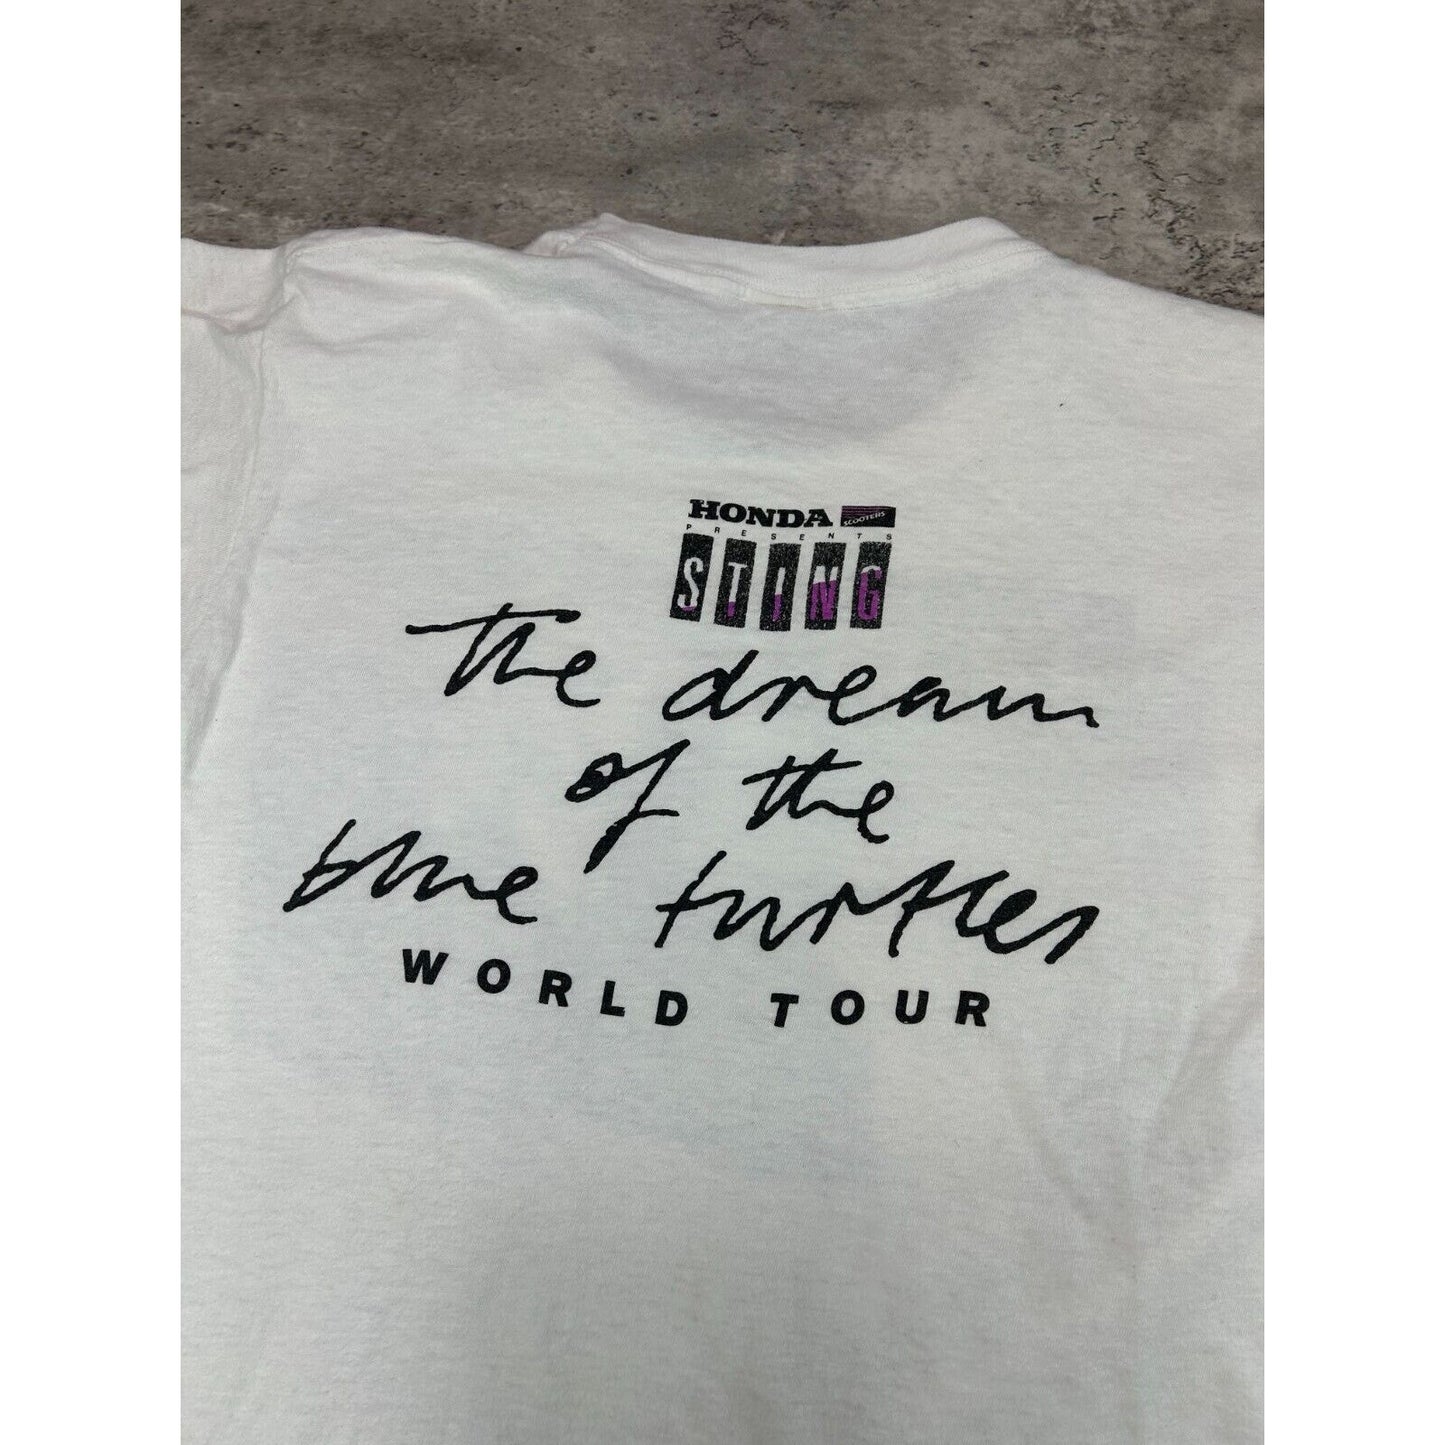 HONDA SCOOTERS
PRESENTS
STING
The dream
of the
blue turtles
WORLD TOUR